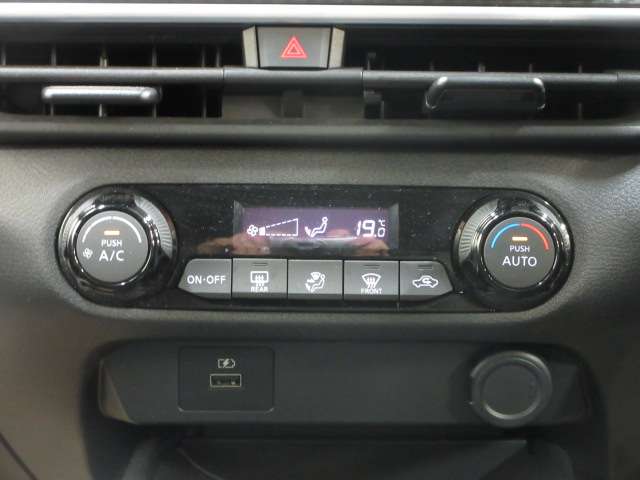 19.0 °C
PUSH
A/C
PUSH
AUTO
ON·OFF
REAR
FRONT